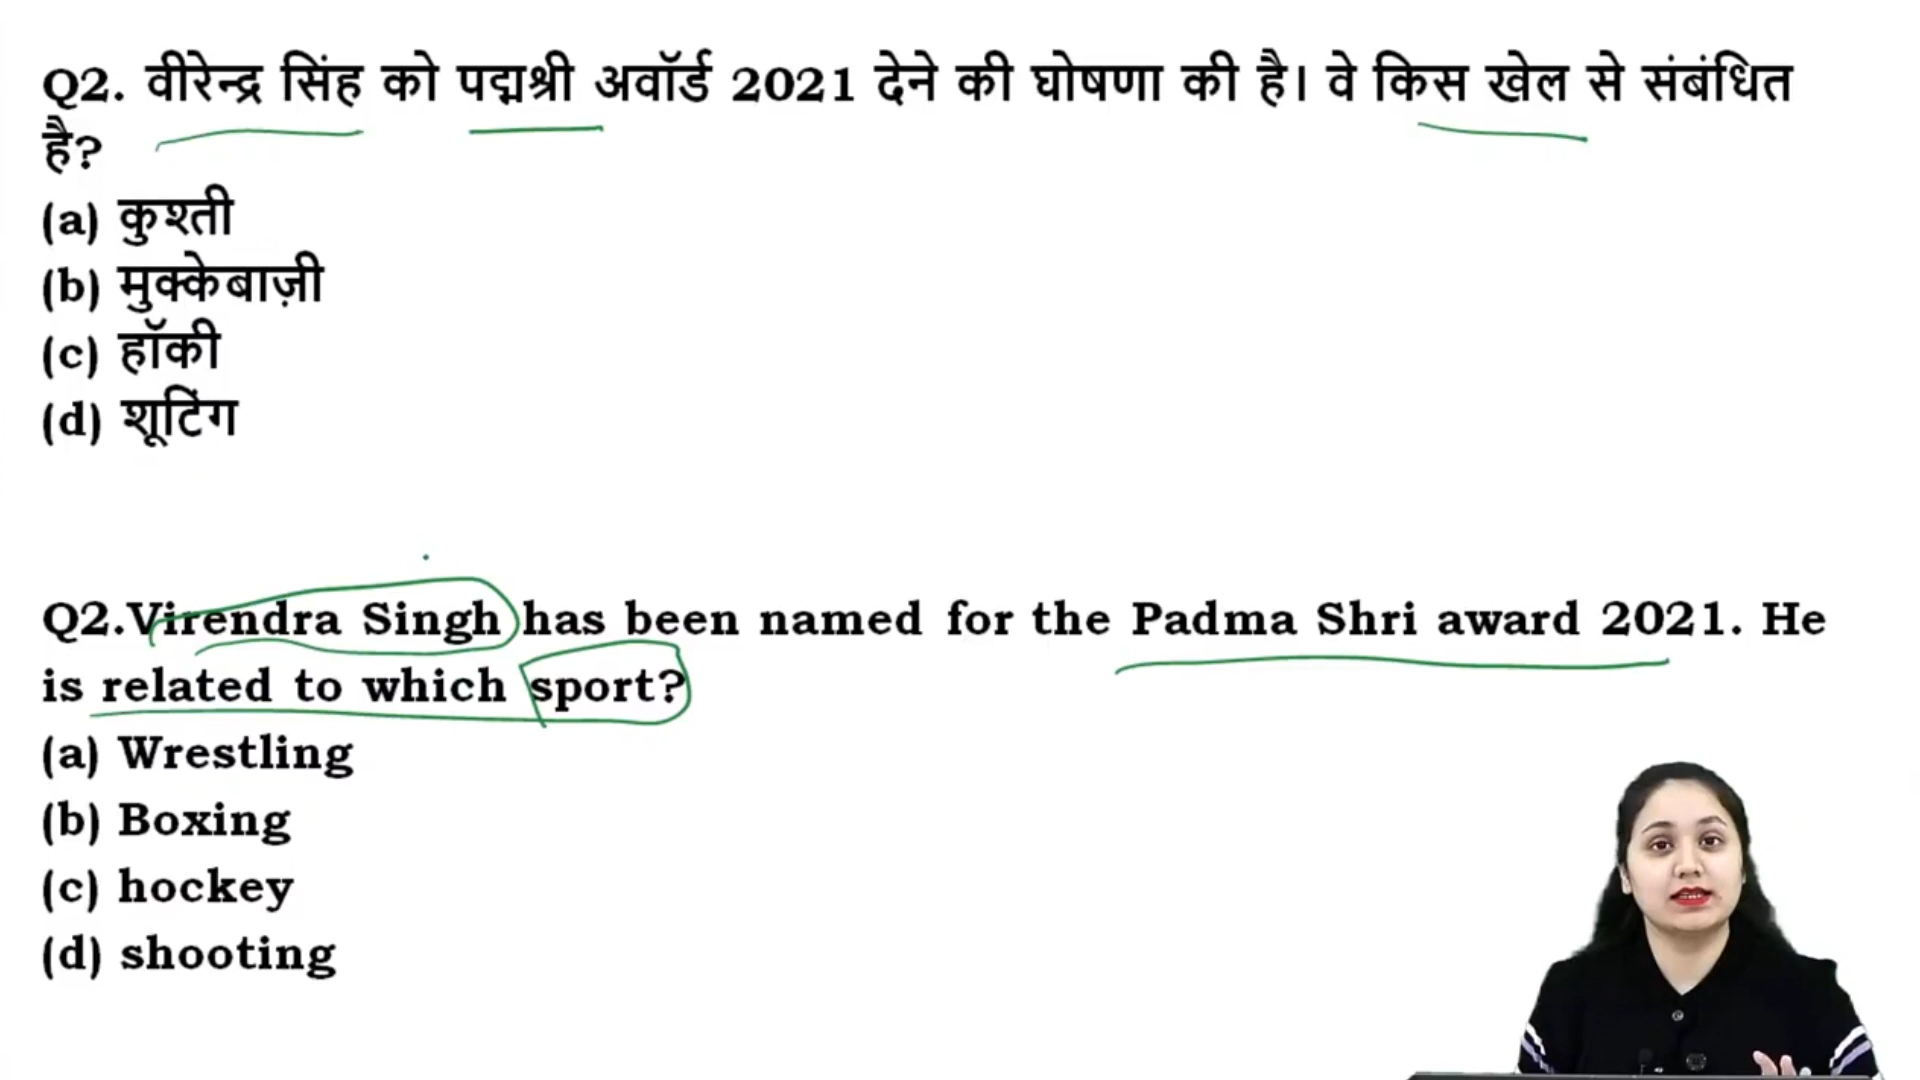 Q2. वीरेन्द्र सिंह को पद्मश्री अवॉर्ड 2021 देने की घोषणा की है। वे किस खेल से संबंधित
है?
(a) कुश्ती
(b) मुक्केबाज़ी
(c) हॉकी
(d) शूटिंग
Q2.Virendra Singh has been named for the Padma Shri award 2021. He
is related to which sport?
(a) Wrestling
(b) Boxing
(c) hockey
(d) shooting